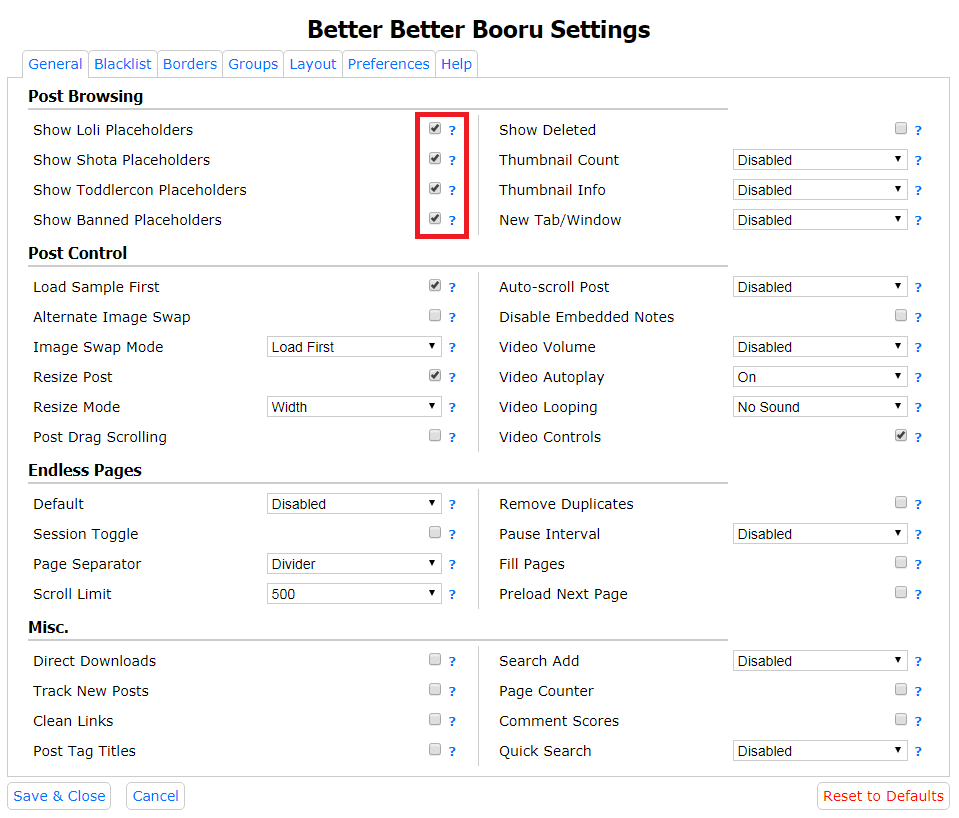 Better Better Booru Settings
General Blacklist Borders Groups Layout Preferences Help
Post Browsing
Show Loli Placeholders ?
Show Shota Placeholders ?
Show Toddlercon Placeholders ?
Show Banned Placeholders ?
Show Deleted ?
Thumbnail Count Disabled ?
Thumbnail Info Disabled ?
New Tab/Window Disabled ?
Post Control
Load Sample First ?
Alternate Image Swap ?
Image Swap Mode Load First ?
Resize Post ?
Resize Mode Width ?
Post Drag Scrolling ?
Auto-scroll Post Disabled ?
Disable Embedded Notes ?
Video Volume Disabled ?
Video Autoplay On ?
Video Looping No Sound ?
Video Controls ?
Endless Pages
Default Disabled ?
Session Toggle ?
Page Separator Divider ?
Scroll Limit 500 ?
Remove Duplicates ?
Pause Interval Disabled ?
Fill Pages ?
Preload Next Page ?
Misc.
Direct Downloads ?
Track New Posts ?
Clean Links ?
Post Tag Titles ?
Search Add Disabled ?
Page Counter ?
Comment Scores ?
Quick Search Disabled ?
Save & Close Cancel Reset to Defaults